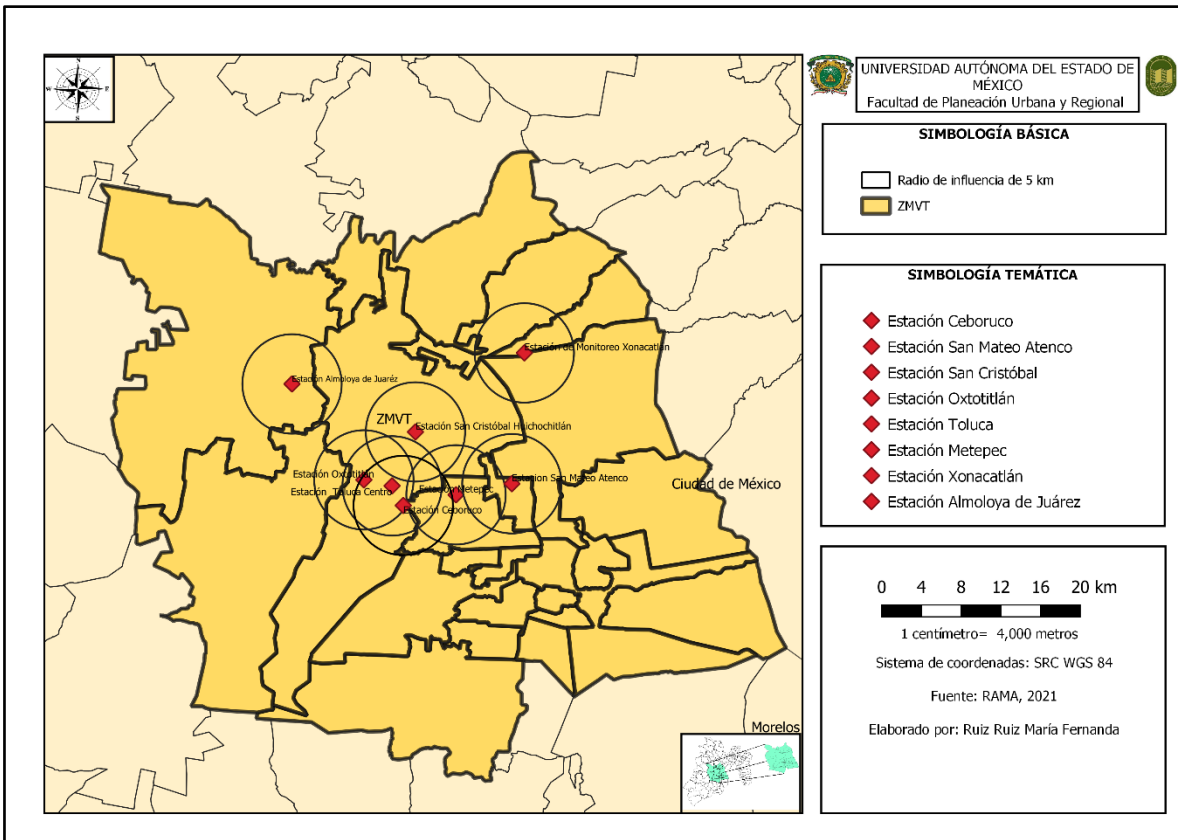 N
W
E
S
Estación de Monitoreo Xonacatlán
Estación Almoloya de Juaréz
ZMVT
Estación San Cristóbal Huichochitlán
Estación Oxtotitlán
Estación Toluca Centro
Estación Metepec
Estacion San Mateo Atenco
Estación Ceboruco
Ciudad de México
Morelos
UNIVERSIDAD AUTÓNOMA DEL ESTADO DE
MÉXICO
Facultad de Planeación Urbana y Regional
SIMBOLOGÍA BÁSICA
Radio de influencia de 5 km
ZMVT
SIMBOLOGÍA TEMÁTICA
Estación Ceboruco
Estación San Mateo Atenco
Estación San Cristóbal
Estación Oxtotitlán
Estación Toluca
Estación Metepec
Estación Xonacatlán
Estación Almoloya de Juárez
0 4 8 12 16 20 km
1 centímetro= 4,000 metros
Sistema de coordenadas: SRC WGS 84
Fuente: RAMA, 2021
Elaborado por: Ruiz Ruiz María Fernanda